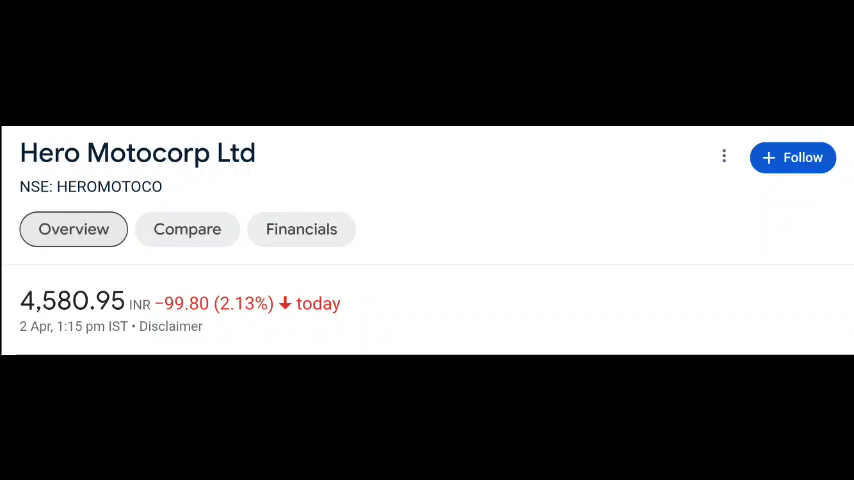 Hero Motocorp Ltd
+ Follow
NSE: HEROMOTOCO
Overview Compare Financials
4,580.95 INR −99.80 (2.13%) ↓ today
2 Apr, 1:15 pm IST • Disclaimer